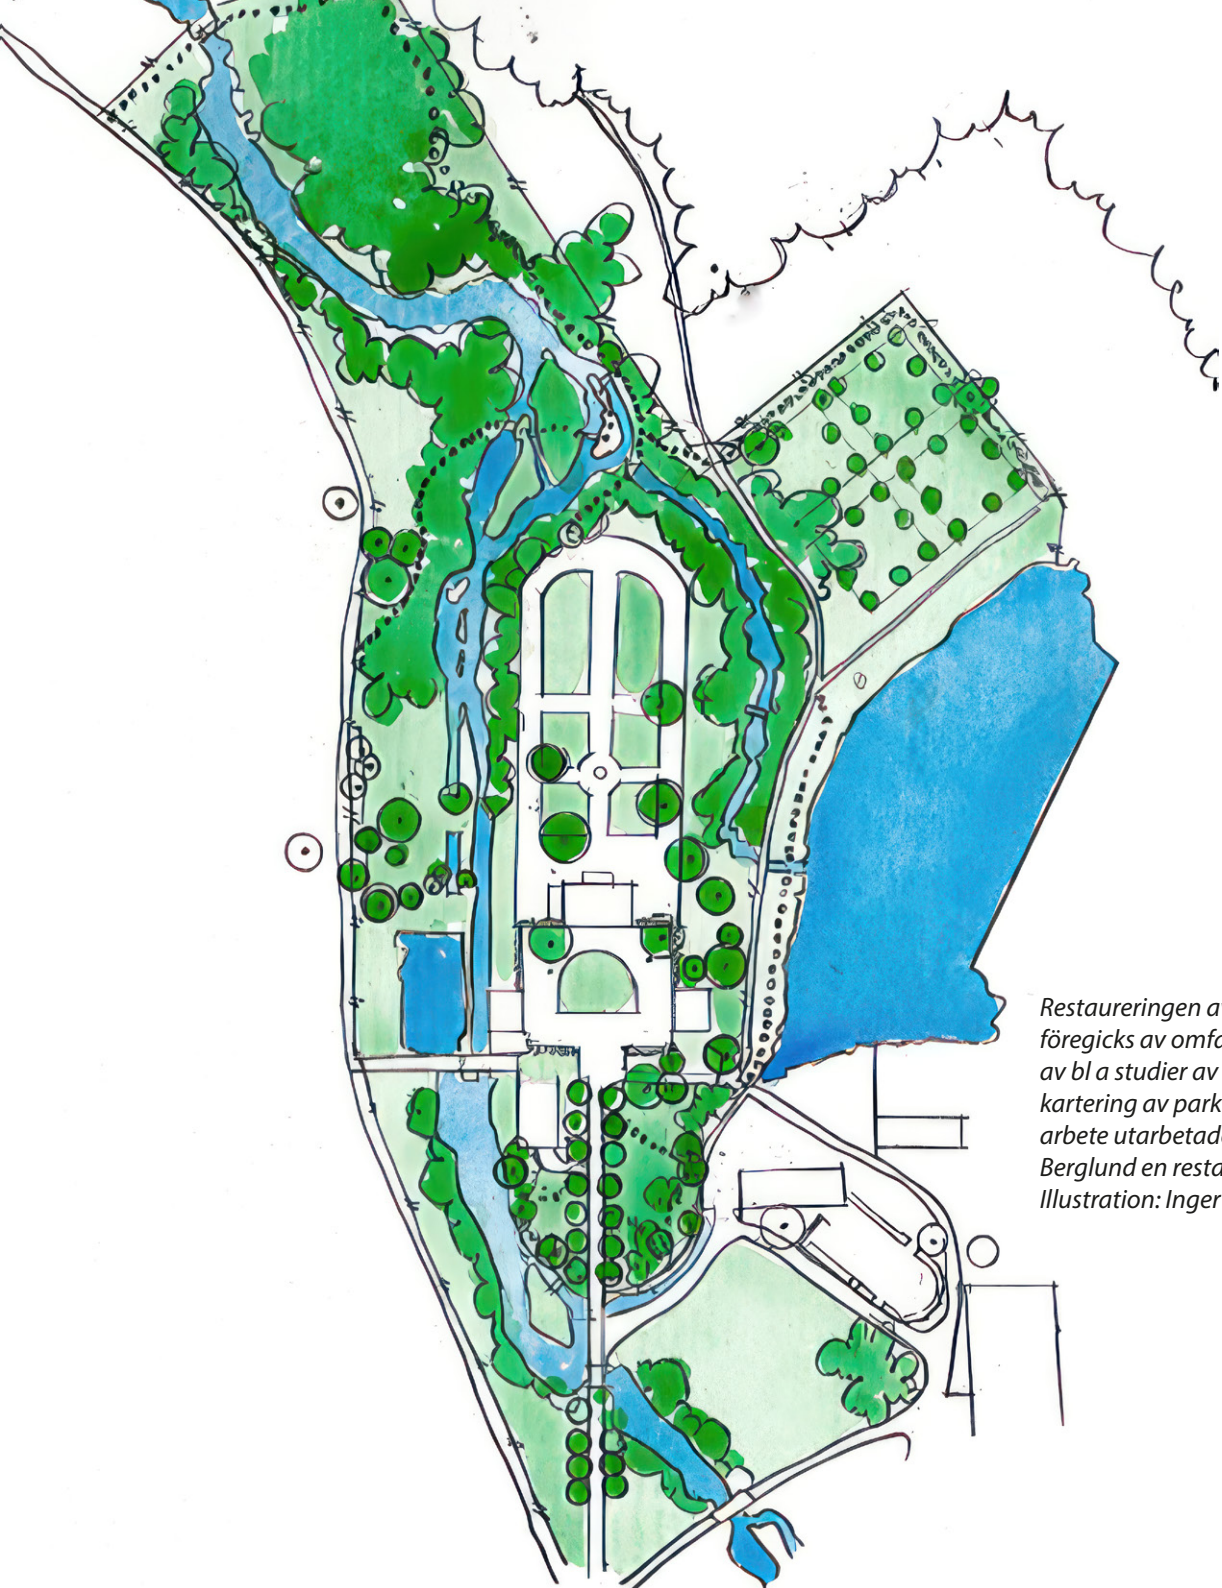 Restaureringen a
föregicks av omfa
av bl a studier av
kartering av park
arbete utarbetade
Berglund en resta
Illustration: Inger